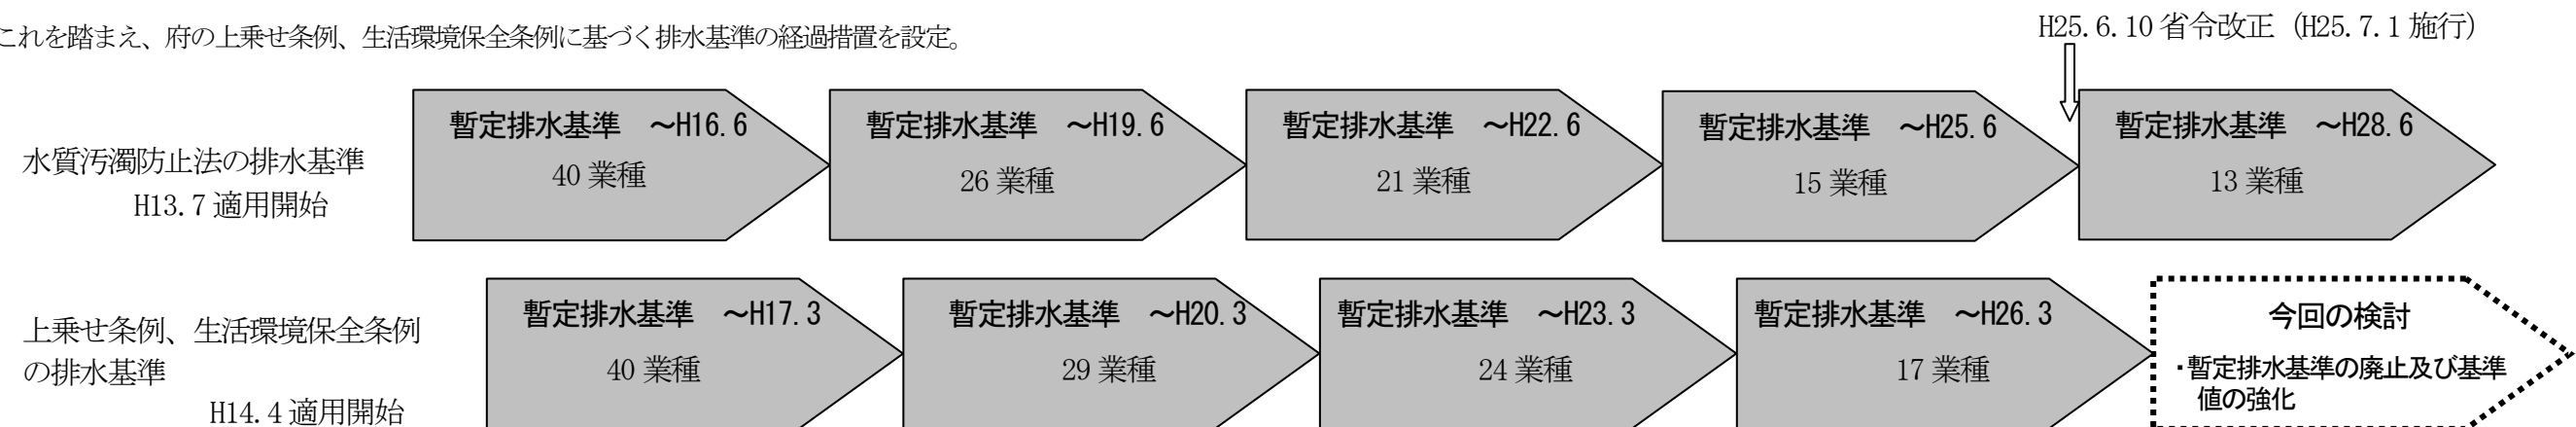 これを踏まえ、府の上乗せ条例、生活環境保全条例に基づく排水基準の経過措置を設定。
H25.6.10 省令改正（H25.7.1 施行）
水質汚濁防止法の排水基準
H13.7 適用開始
暫定排水基準　～H16.6
40 業種
暫定排水基準　～H19.6
26 業種
暫定排水基準　～H22.6
21 業種
暫定排水基準　～H25.6
15 業種
暫定排水基準　～H28.6
13 業種
上乗せ条例、生活環境保全条例
の排水基準
H14.4 適用開始
暫定排水基準　～H17.3
40 業種
暫定排水基準　～H20.3
29 業種
暫定排水基準　～H23.3
24 業種
暫定排水基準　～H26.3
17 業種
今回の検討
・暫定排水基準の廃止及び基準
値の強化